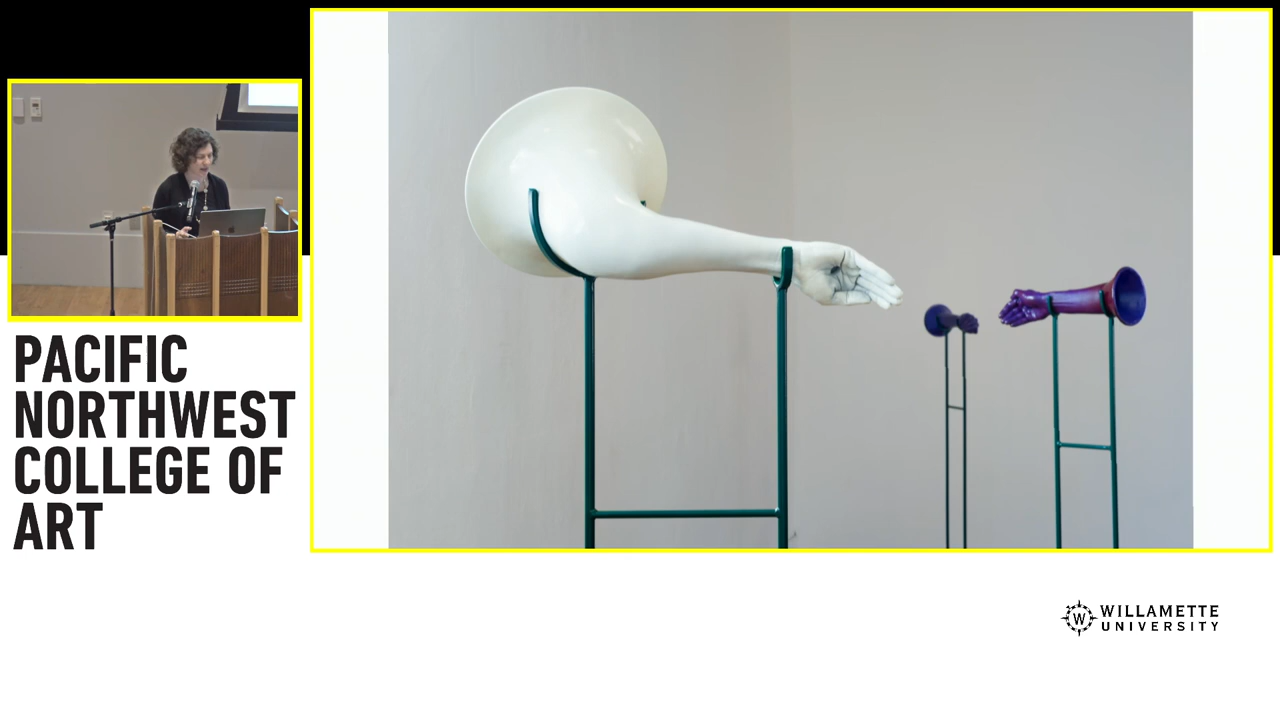 PACIFIC
NORTHWEST
COLLEGE OF
ART
WILLAMETTE
UNIVERSITY